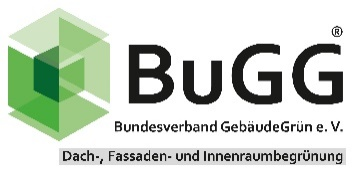 BuGG®
Bundesverband GebäudeGrün e. V.
Dach-, Fassaden- und Innenraumbegrünung